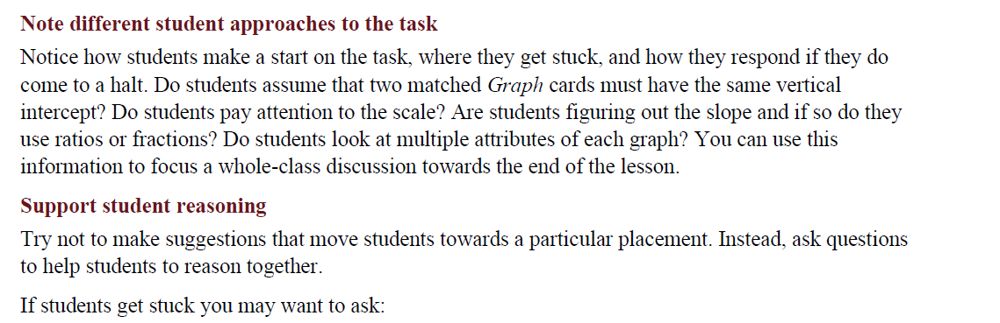 Note different student approaches to the task
Notice how students make a start on the task, where they get stuck, and how they respond if they do
come to a halt. Do students assume that two matched Graph cards must have the same vertical
intercept? Do students pay attention to the scale? Are students figuring out the slope and if so do they
use ratios or fractions? Do students look at multiple attributes of each graph? You can use this
information to focus a whole-class discussion towards the end of the lesson.
Support student reasoning
Try not to make suggestions that move students towards a particular placement. Instead, ask questions
to help students to reason together.
If students get stuck you may want to ask: